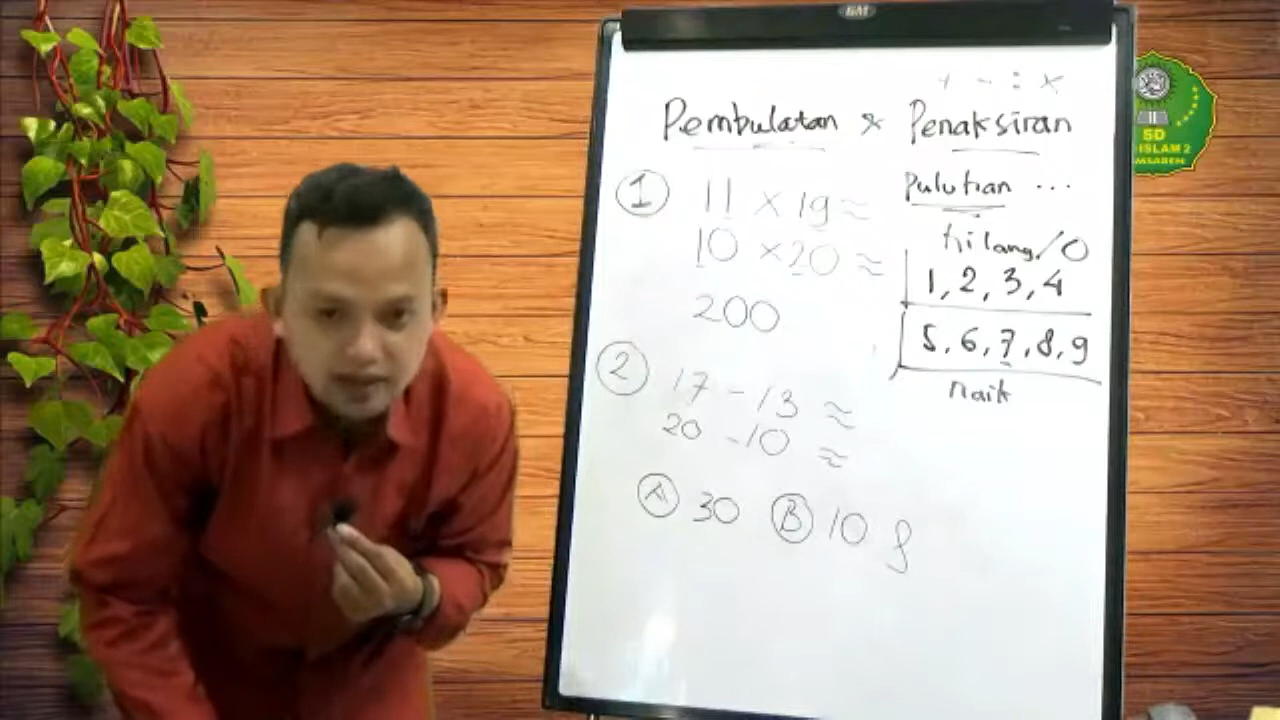 GM
+ - : ×
Pembulatan & Penaksiran
① 11 × 19 ≈
10 × 20 ≈
200
② 17 - 13 ≈
20 - 10 ≈
Ⓐ 30 Ⓑ 10
Puluhan ...
hilang/0
1, 2, 3, 4
5, 6, 7, 8, 9
naik
SD
ISLAM 2